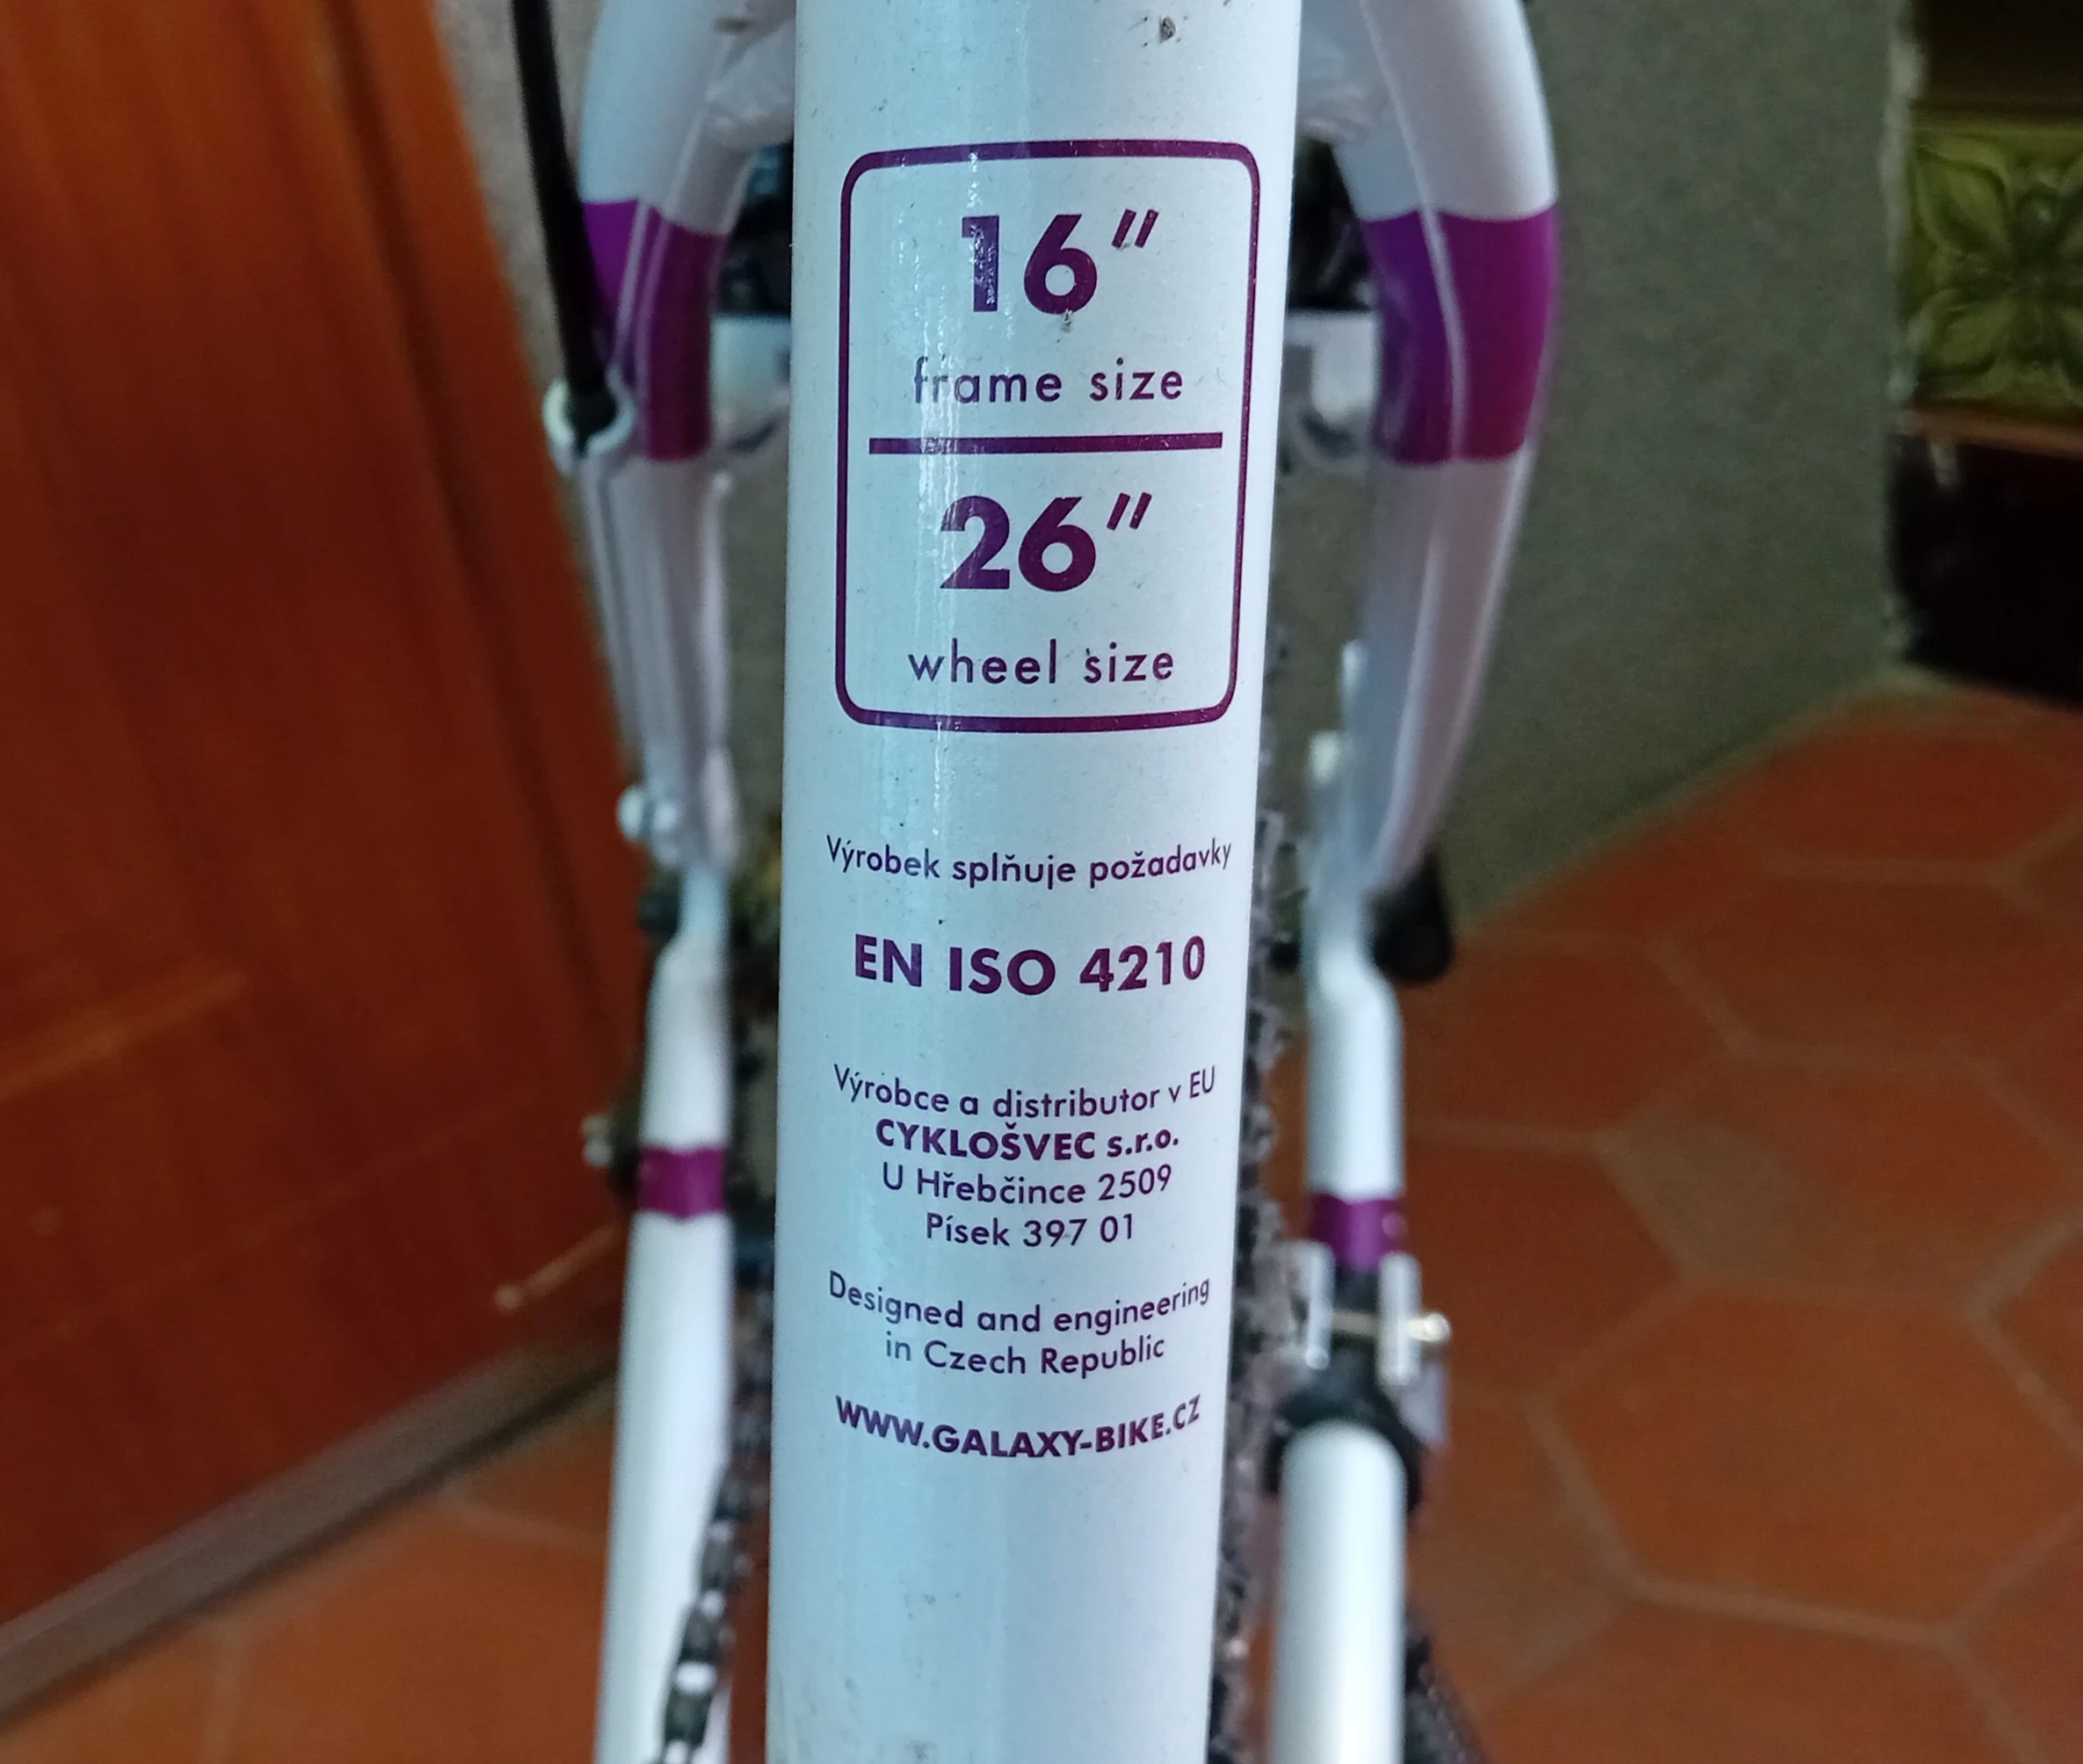 16"
frame size
26"
wheel size
Výrobek splňuje požadavky
EN ISO 4210
Výrobce a distributor v EU
CYKLOŠVEC s.r.o.
U Hřebčince 2509
Písek 397 01
Designed and engineering
in Czech Republic
WWW.GALAXY-BIKE.CZ